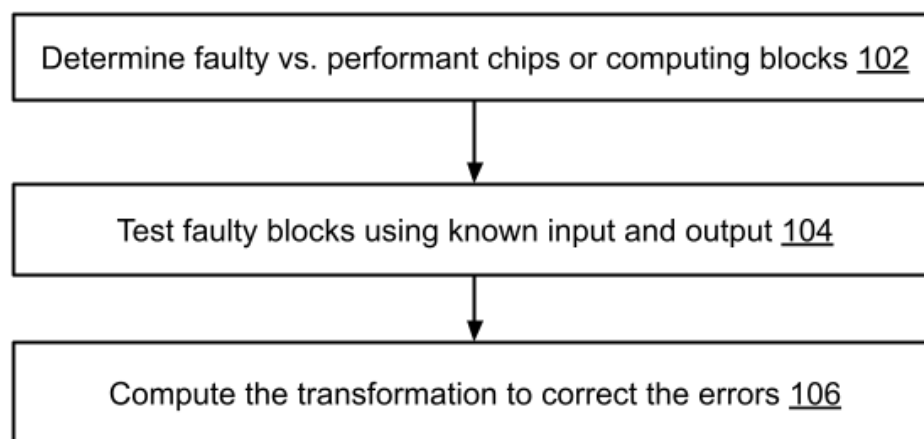 Determine faulty vs. performant chips or computing blocks 102
Test faulty blocks using known input and output 104
Compute the transformation to correct the errors 106